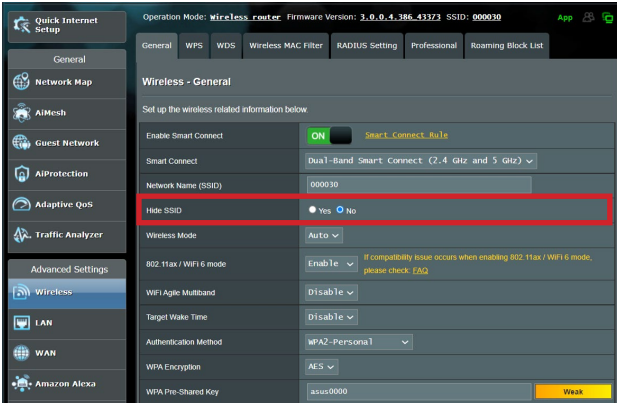 Quick Internet
Setup
Operation Mode: Wireless router Firmware Version: 3.0.0.4.386_43373 SSID: 000030 App
General WPS WDS Wireless MAC Filter RADIUS Setting Professional Roaming Block List
General
Network Map
AiMesh
Guest Network
AiProtection
Adaptive QoS
Traffic Analyzer
Advanced Settings
Wireless
LAN
WAN
Amazon Alexa
Wireless - General
Set up the wireless related information below.
Enable Smart Connect ON Smart Connect Rule
Smart Connect Dual-Band Smart Connect (2.4 GHz and 5 GHz)
Network Name (SSID) 000030
Hide SSID Yes No
Wireless Mode Auto
802.11ax / WiFi 6 mode Enable If compatibility issue occurs when enabling 802.11ax / WiFi 6 mode,
please check: FAQ
WiFi Agile Multiband Disable
Target Wake Time Disable
Authentication Method WPA2-Personal
WPA Encryption AES
WPA Pre-Shared Key asus0000 Weak